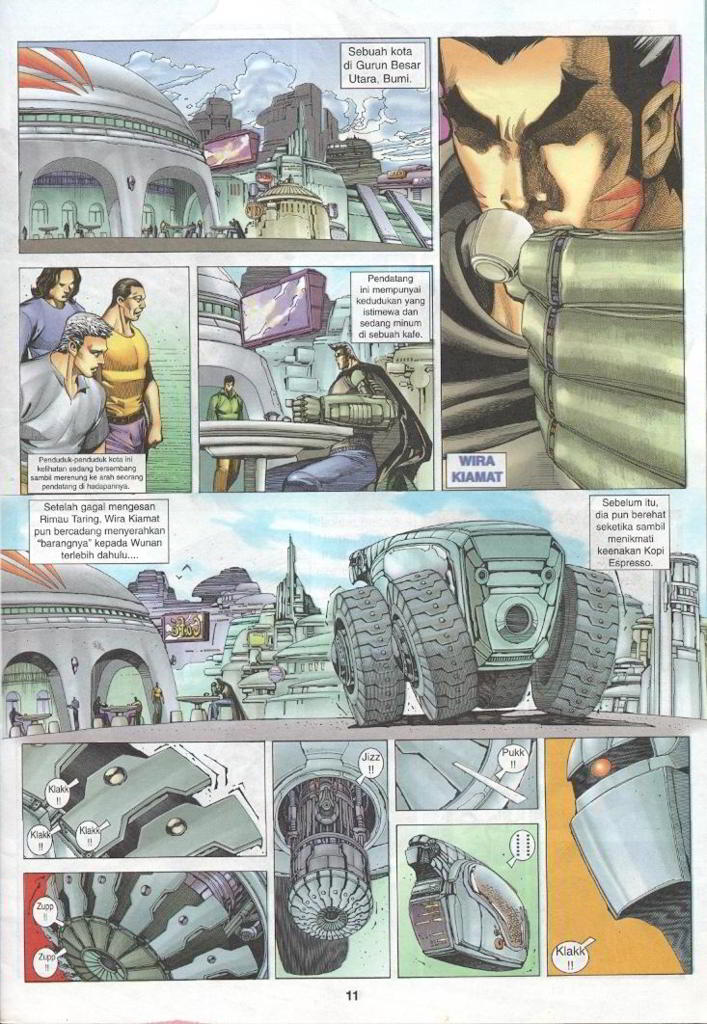 Sebuah kota
di Gurun Besar
Utara, Bumi.
Penduduk-penduduk kota ini
kelihatan sedang bersembang
sambil merenung ke arah seorang
pendatang di hadapannya.
Pendatang
ini mempunyai
kedudukan yang
istimewa dan
sedang minum
di sebuah kafe.
WIRA
KIAMAT
Setelah gagal mengesan
Rimau Taring, Wira Kiamat
pun bercadang menyerahkan
"barangnya" kepada Wunan
terlebih dahulu....
Sebelum itu,
dia pun berehat
seketika sambil
menikmati
keenakan Kopi
Espresso.
Klakk
!!
Klakk
!!
Klakk
!!
Zupp
!!
Zupp
!!
Jizz
!!
Pukk
!!
Klakk
!!
11